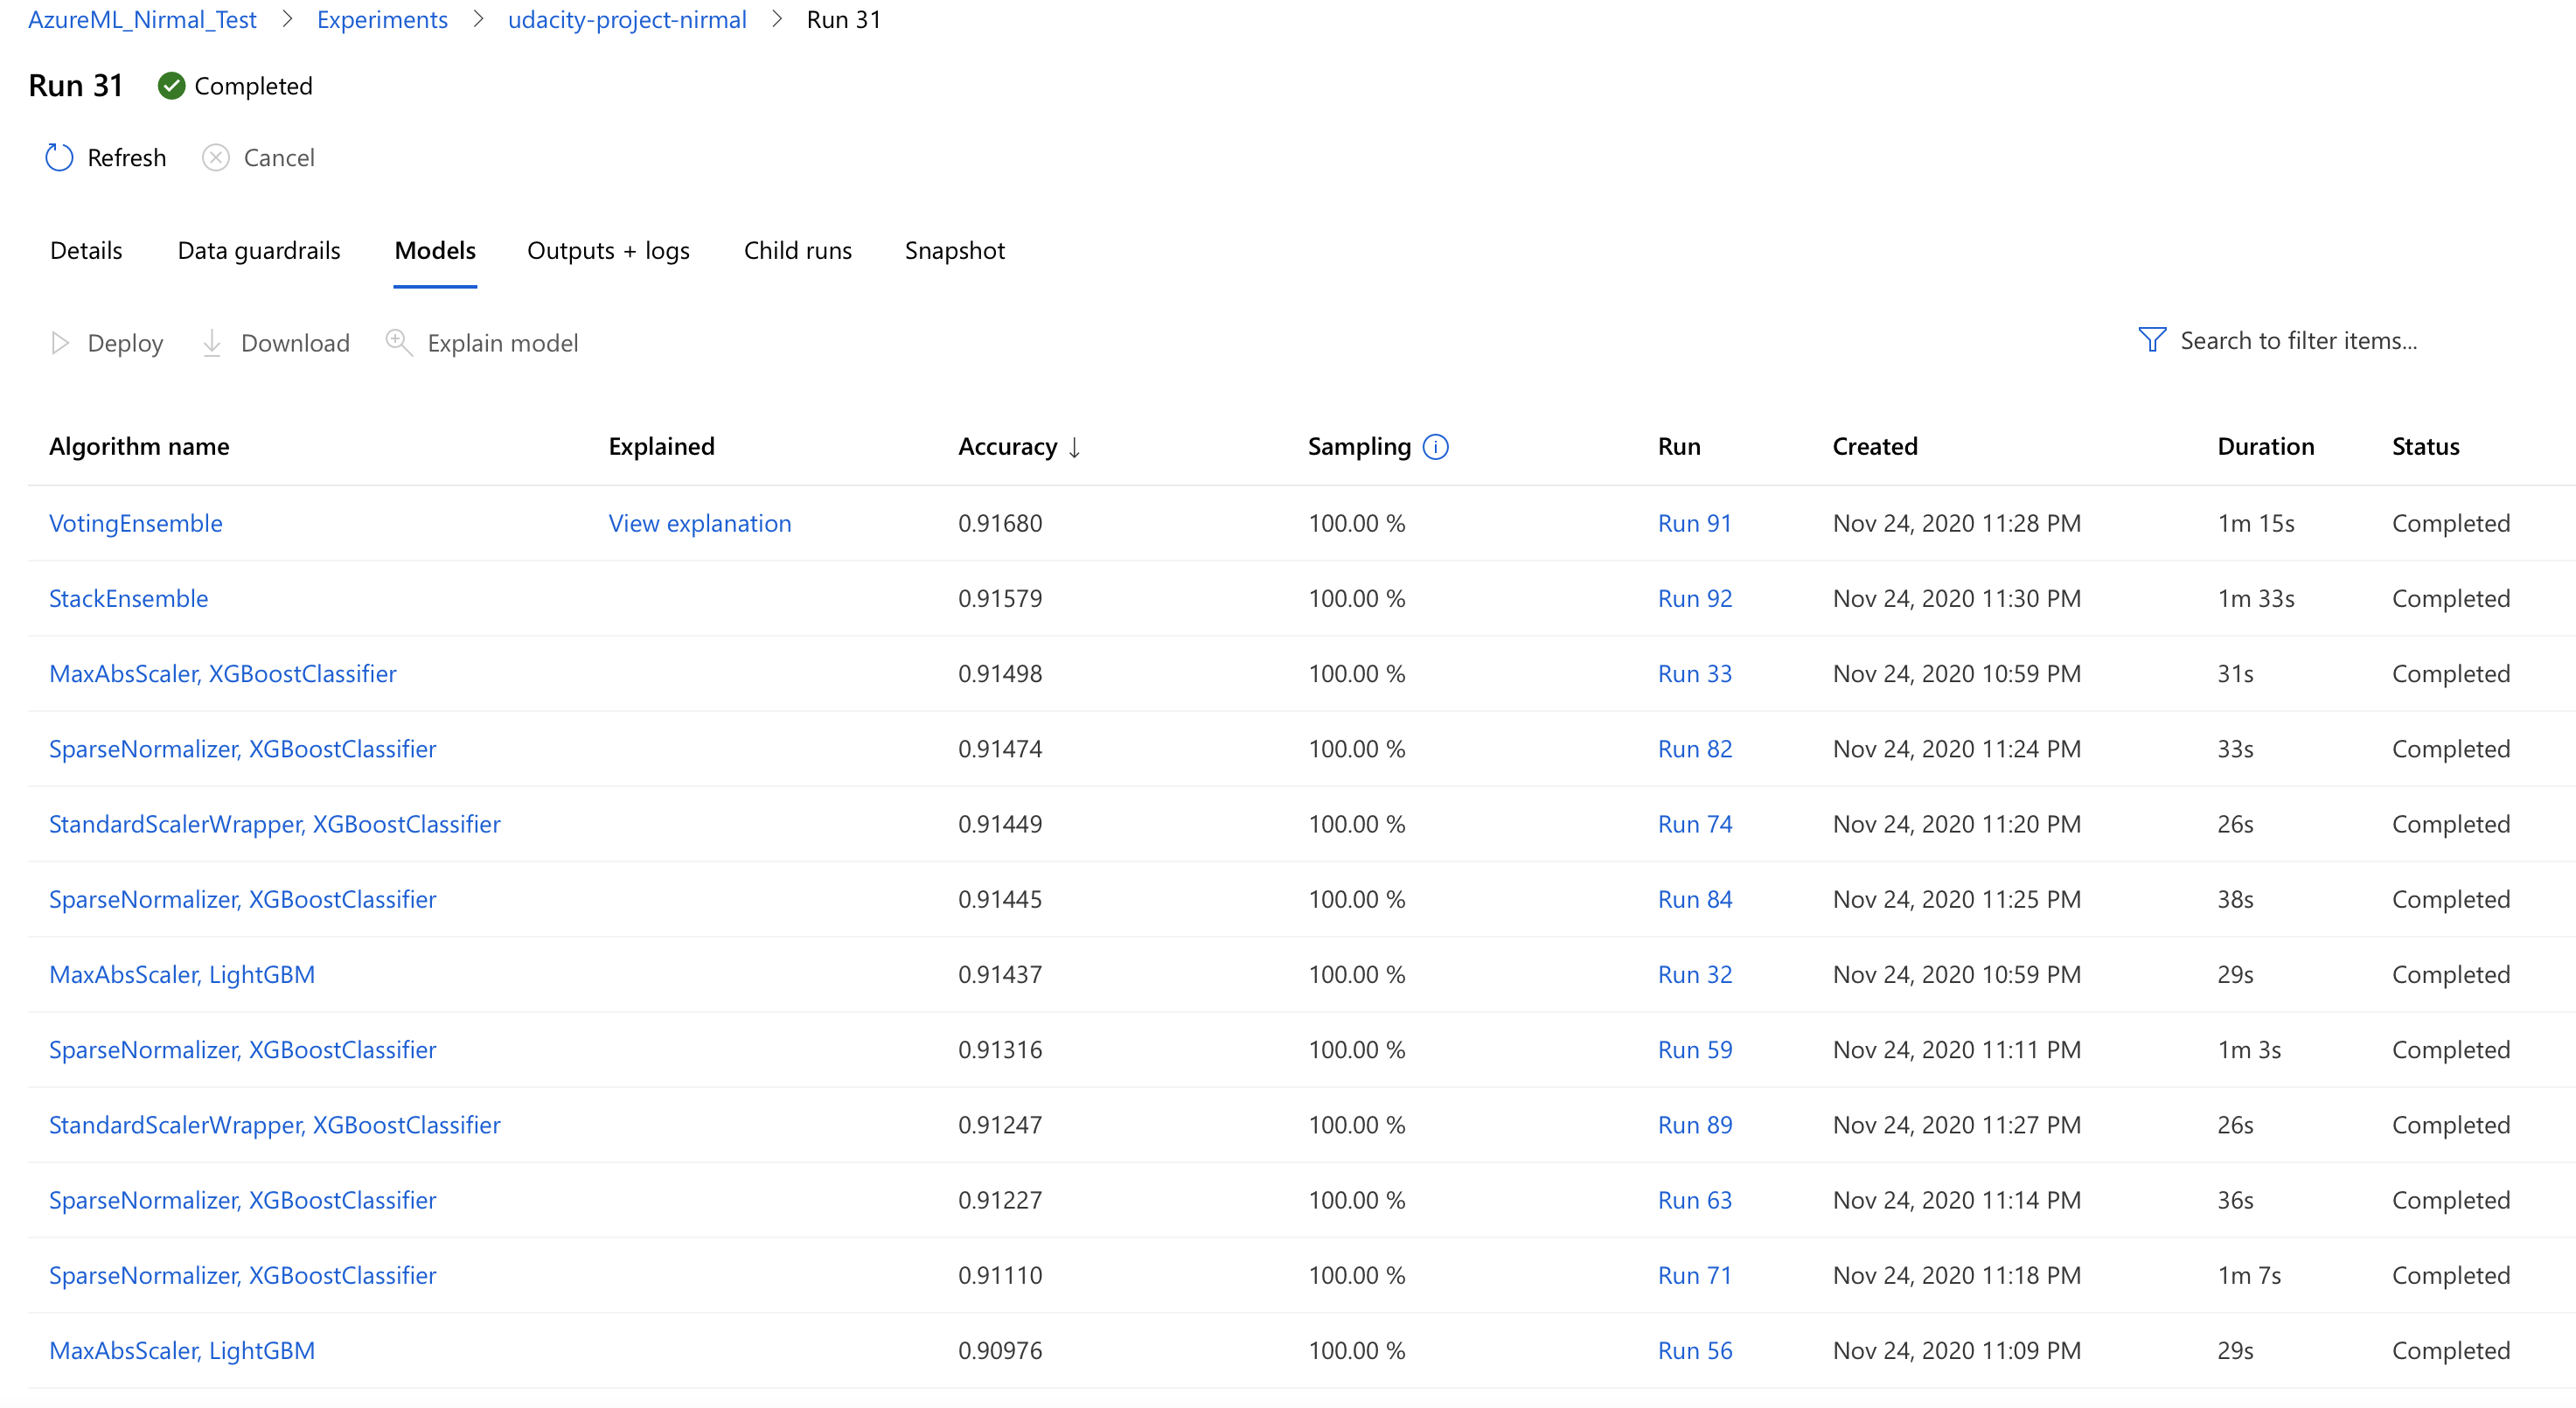 AzureML_Nirmal_Test > Experiments > udacity-project-nirmal > Run 31
Run 31 Completed
Refresh Cancel
Details Data guardrails Models Outputs + logs Child runs Snapshot
Deploy Download Explain model Search to filter items...
Algorithm name Explained Accuracy ↓ Sampling Run Created Duration Status
VotingEnsemble View explanation 0.91680 100.00 % Run 91 Nov 24, 2020 11:28 PM 1m 15s Completed
StackEnsemble 0.91579 100.00 % Run 92 Nov 24, 2020 11:30 PM 1m 33s Completed
MaxAbsScaler, XGBoostClassifier 0.91498 100.00 % Run 33 Nov 24, 2020 10:59 PM 31s Completed
SparseNormalizer, XGBoostClassifier 0.91474 100.00 % Run 82 Nov 24, 2020 11:24 PM 33s Completed
StandardScalerWrapper, XGBoostClassifier 0.91449 100.00 % Run 74 Nov 24, 2020 11:20 PM 26s Completed
SparseNormalizer, XGBoostClassifier 0.91445 100.00 % Run 84 Nov 24, 2020 11:25 PM 38s Completed
MaxAbsScaler, LightGBM 0.91437 100.00 % Run 32 Nov 24, 2020 10:59 PM 29s Completed
SparseNormalizer, XGBoostClassifier 0.91316 100.00 % Run 59 Nov 24, 2020 11:11 PM 1m 3s Completed
StandardScalerWrapper, XGBoostClassifier 0.91247 100.00 % Run 89 Nov 24, 2020 11:27 PM 26s Completed
SparseNormalizer, XGBoostClassifier 0.91227 100.00 % Run 63 Nov 24, 2020 11:14 PM 36s Completed
SparseNormalizer, XGBoostClassifier 0.91110 100.00 % Run 71 Nov 24, 2020 11:18 PM 1m 7s Completed
MaxAbsScaler, LightGBM 0.90976 100.00 % Run 56 Nov 24, 2020 11:09 PM 29s Completed